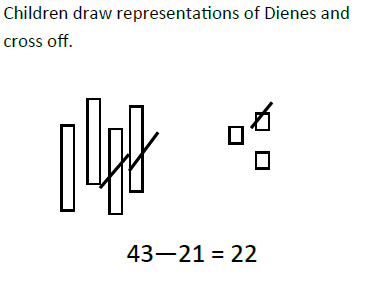 Children draw representations of Dienes and
cross off.
43—21 = 22